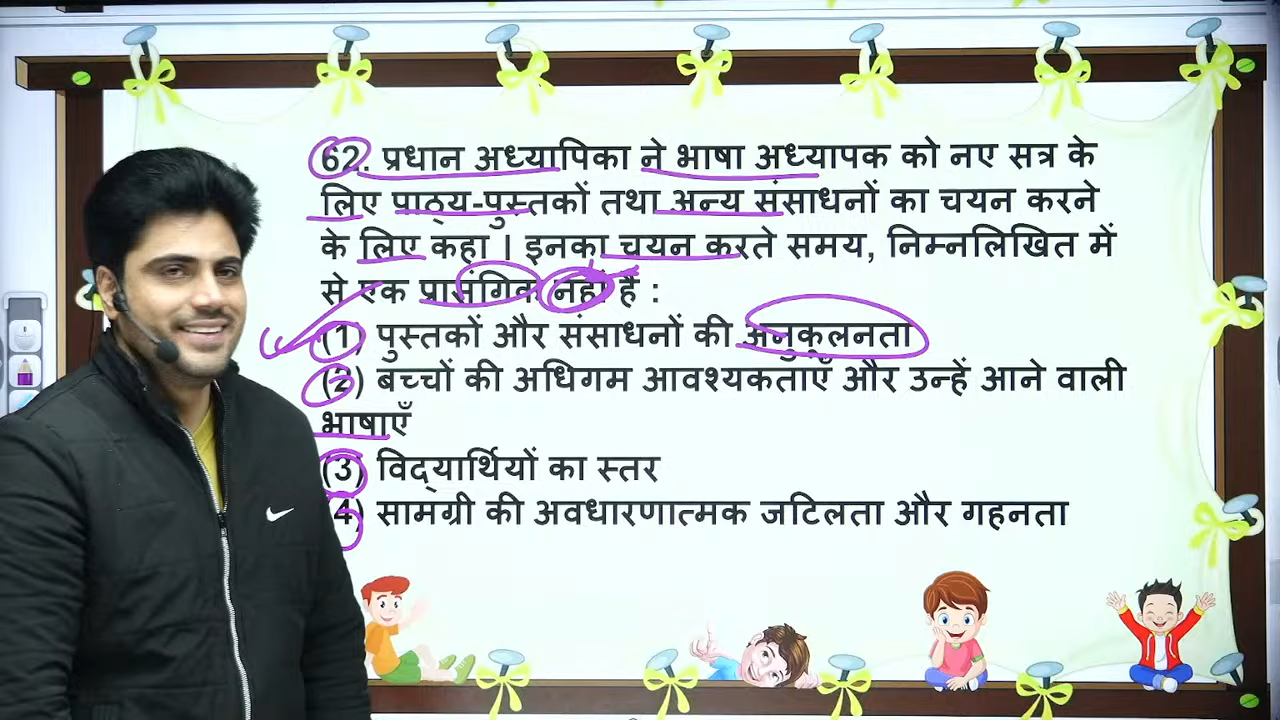 62. प्रधान अध्यापिका ने भाषा अध्यापक को नए सत्र के
लिए पाठ्य-पुस्तकों तथा अन्य संसाधनों का चयन करने
के लिए कहा । इनका चयन करते समय, निम्नलिखित में
से एक प्रासंगिक नहीं है :
(1) पुस्तकों और संसाधनों की अनुकूलनता
(2) बच्चों की अधिगम आवश्यकताएँ और उन्हें आने वाली
भाषाएँ
(3) विद्यार्थियों का स्तर
(4) सामग्री की अवधारणात्मक जटिलता और गहनता